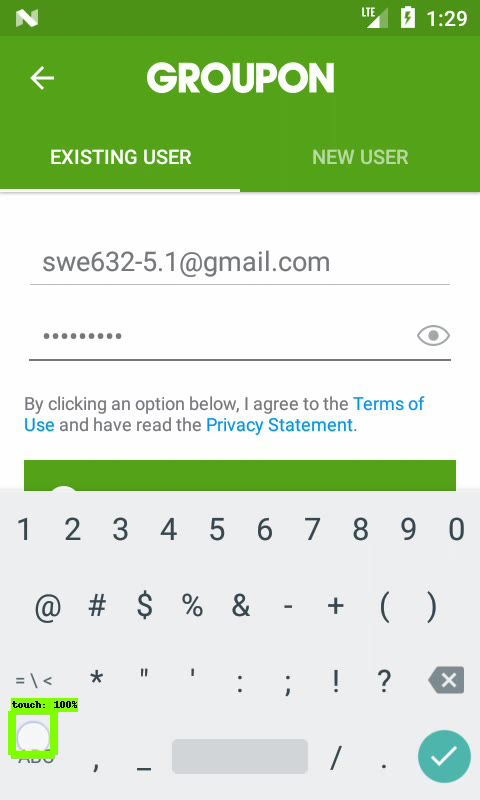 LTE 1:29
GROUPON
EXISTING USER NEW USER
swe632-5.1@gmail.com
•••••••••
By clicking an option below, I agree to the Terms of
Use and have read the Privacy Statement.
1 2 3 4 5 6 7 8 9 0
@ # $ % & - + ( )
= \ < * " ' : ; ! ?
touch: 100%
ABC , _ / .